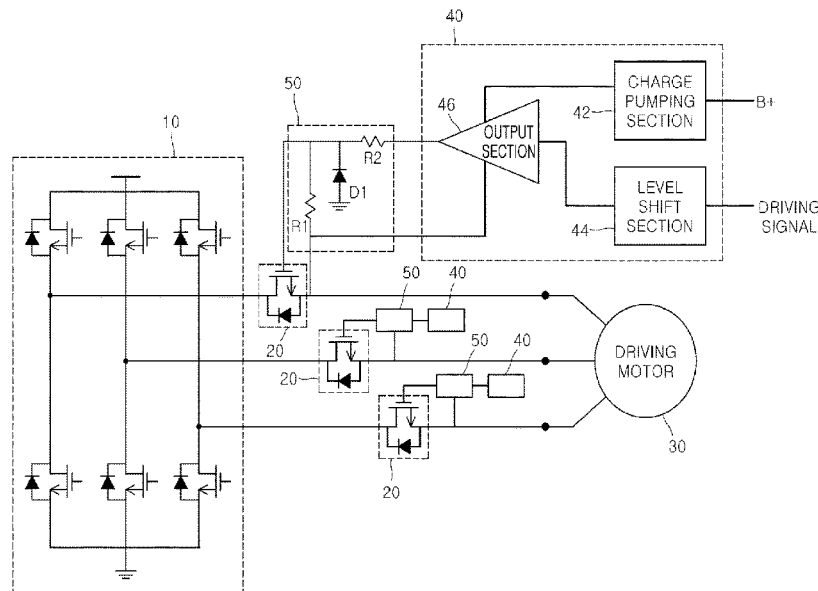 40
50
46
CHARGE
PUMPING
SECTION
42
B+
10
OUTPUT
SECTION
R2
D1
R1
LEVEL
SHIFT
SECTION
44
DRIVING
SIGNAL
50
40
20
50
40
DRIVING
MOTOR
20
30
20